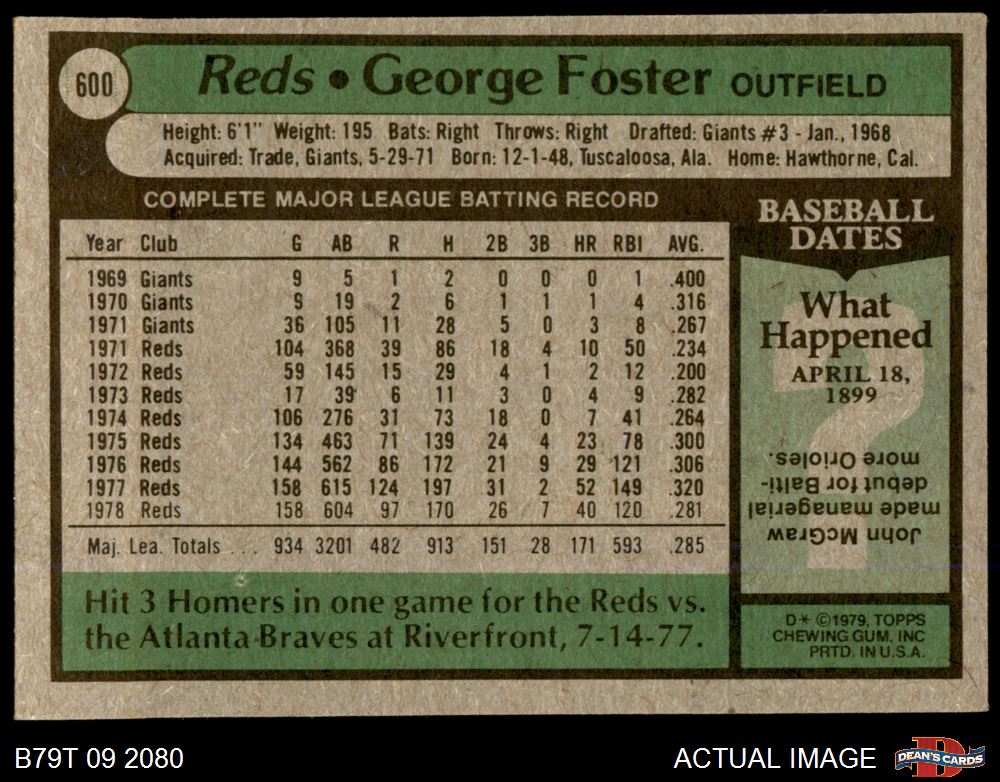 600
Reds • George Foster OUTFIELD
Height: 6'1" Weight: 195 Bats: Right Throws: Right Drafted: Giants #3 - Jan., 1968
Acquired: Trade, Giants, 5-29-71 Born: 12-1-48, Tuscaloosa, Ala. Home: Hawthorne, Cal.
COMPLETE MAJOR LEAGUE BATTING RECORD
Year Club G AB R H 2B 3B HR RBI AVG.
1969 Giants 9 5 1 2 0 0 0 1 .400
1970 Giants 9 19 2 6 1 1 1 4 .316
1971 Giants 36 105 11 28 5 0 3 8 .267
1971 Reds 104 368 39 86 18 4 10 50 .234
1972 Reds 59 145 15 29 4 1 2 12 .200
1973 Reds 17 39 6 11 3 0 4 9 .282
1974 Reds 106 276 31 73 18 0 7 41 .264
1975 Reds 134 463 71 139 24 4 23 78 .300
1976 Reds 144 562 86 172 21 9 29 121 .306
1977 Reds 158 615 124 197 31 2 52 149 .320
1978 Reds 158 604 97 170 26 7 40 120 .281
Maj. Lea. Totals . . . 934 3201 482 913 151 28 171 593 .285
Hit 3 Homers in one game for the Reds vs.
the Atlanta Braves at Riverfront, 7-14-77.
BASEBALL
DATES
What
Happened
APRIL 18,
1899
John McGraw
made managerial
debut for Balti-
more Orioles.
D* ©1979, TOPPS
CHEWING GUM, INC
PRTD. IN U.S.A.
B79T 09 2080
ACTUAL IMAGE
D
DEAN'S CARDS